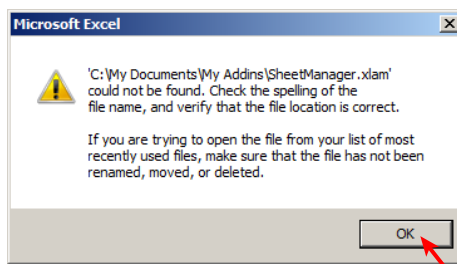 Microsoft Excel
'C:\My Documents\My Addins\SheetManager.xlam'
could not be found. Check the spelling of the
file name, and verify that the file location is correct.
If you are trying to open the file from your list of most
recently used files, make sure that the file has not been
renamed, moved, or deleted.
OK